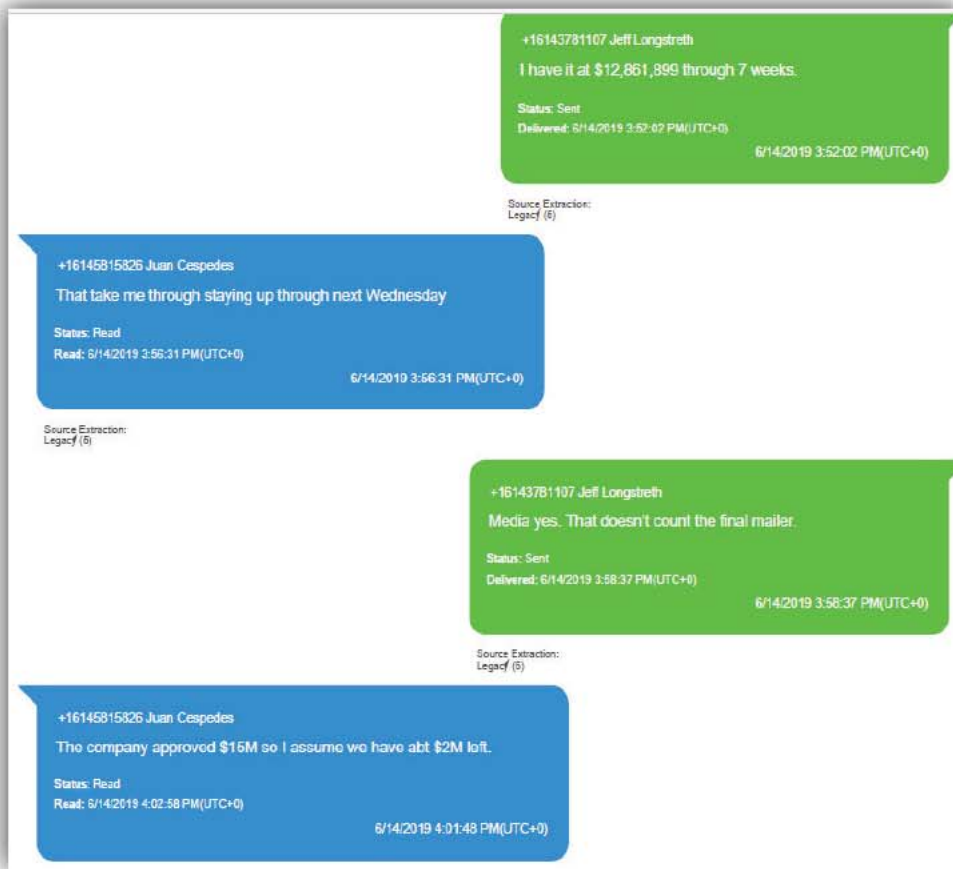 +16143781107 Jeff Longstreth
I have it at $12,861,899 through 7 weeks.
Status: Sent
Delivered: 6/14/2019 3:52:02 PM(UTC+0)
6/14/2019 3:52:02 PM(UTC+0)
Source Extraction:
Legacy (5)
+16145815826 Juan Cespedes
That take me through staying up through next Wednesday
Status: Read
Read: 6/14/2019 3:56:31 PM(UTC+0)
6/14/2019 3:56:31 PM(UTC+0)
Source Extraction:
Legacy (5)
+16143781107 Jeff Longstreth
Media yes. That doesn't count the final mailer.
Status: Sent
Delivered: 6/14/2019 3:58:37 PM(UTC+0)
6/14/2019 3:58:37 PM(UTC+0)
Source Extraction:
Legacy (5)
+16145815826 Juan Cespedes
The company approved $15M so I assume we have abt $2M left.
Status: Read
Read: 6/14/2019 4:02:58 PM(UTC+0)
6/14/2019 4:01:48 PM(UTC+0)